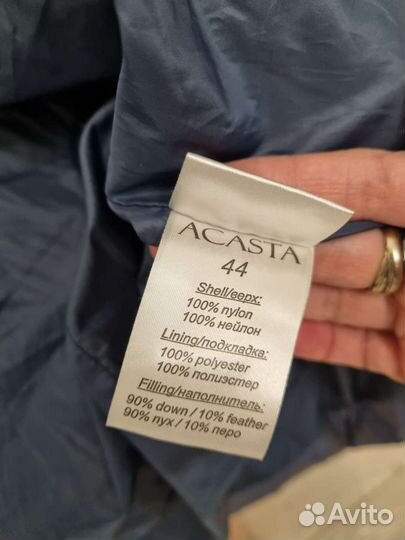 ACASTA
44
Shell/верх:
100% nylon
100% нейлон
Lining/подкладка:
100% polyester
100% полиэстер
Filling/наполнитель:
90% down / 10% feather
90% пух / 10% перо
Avito